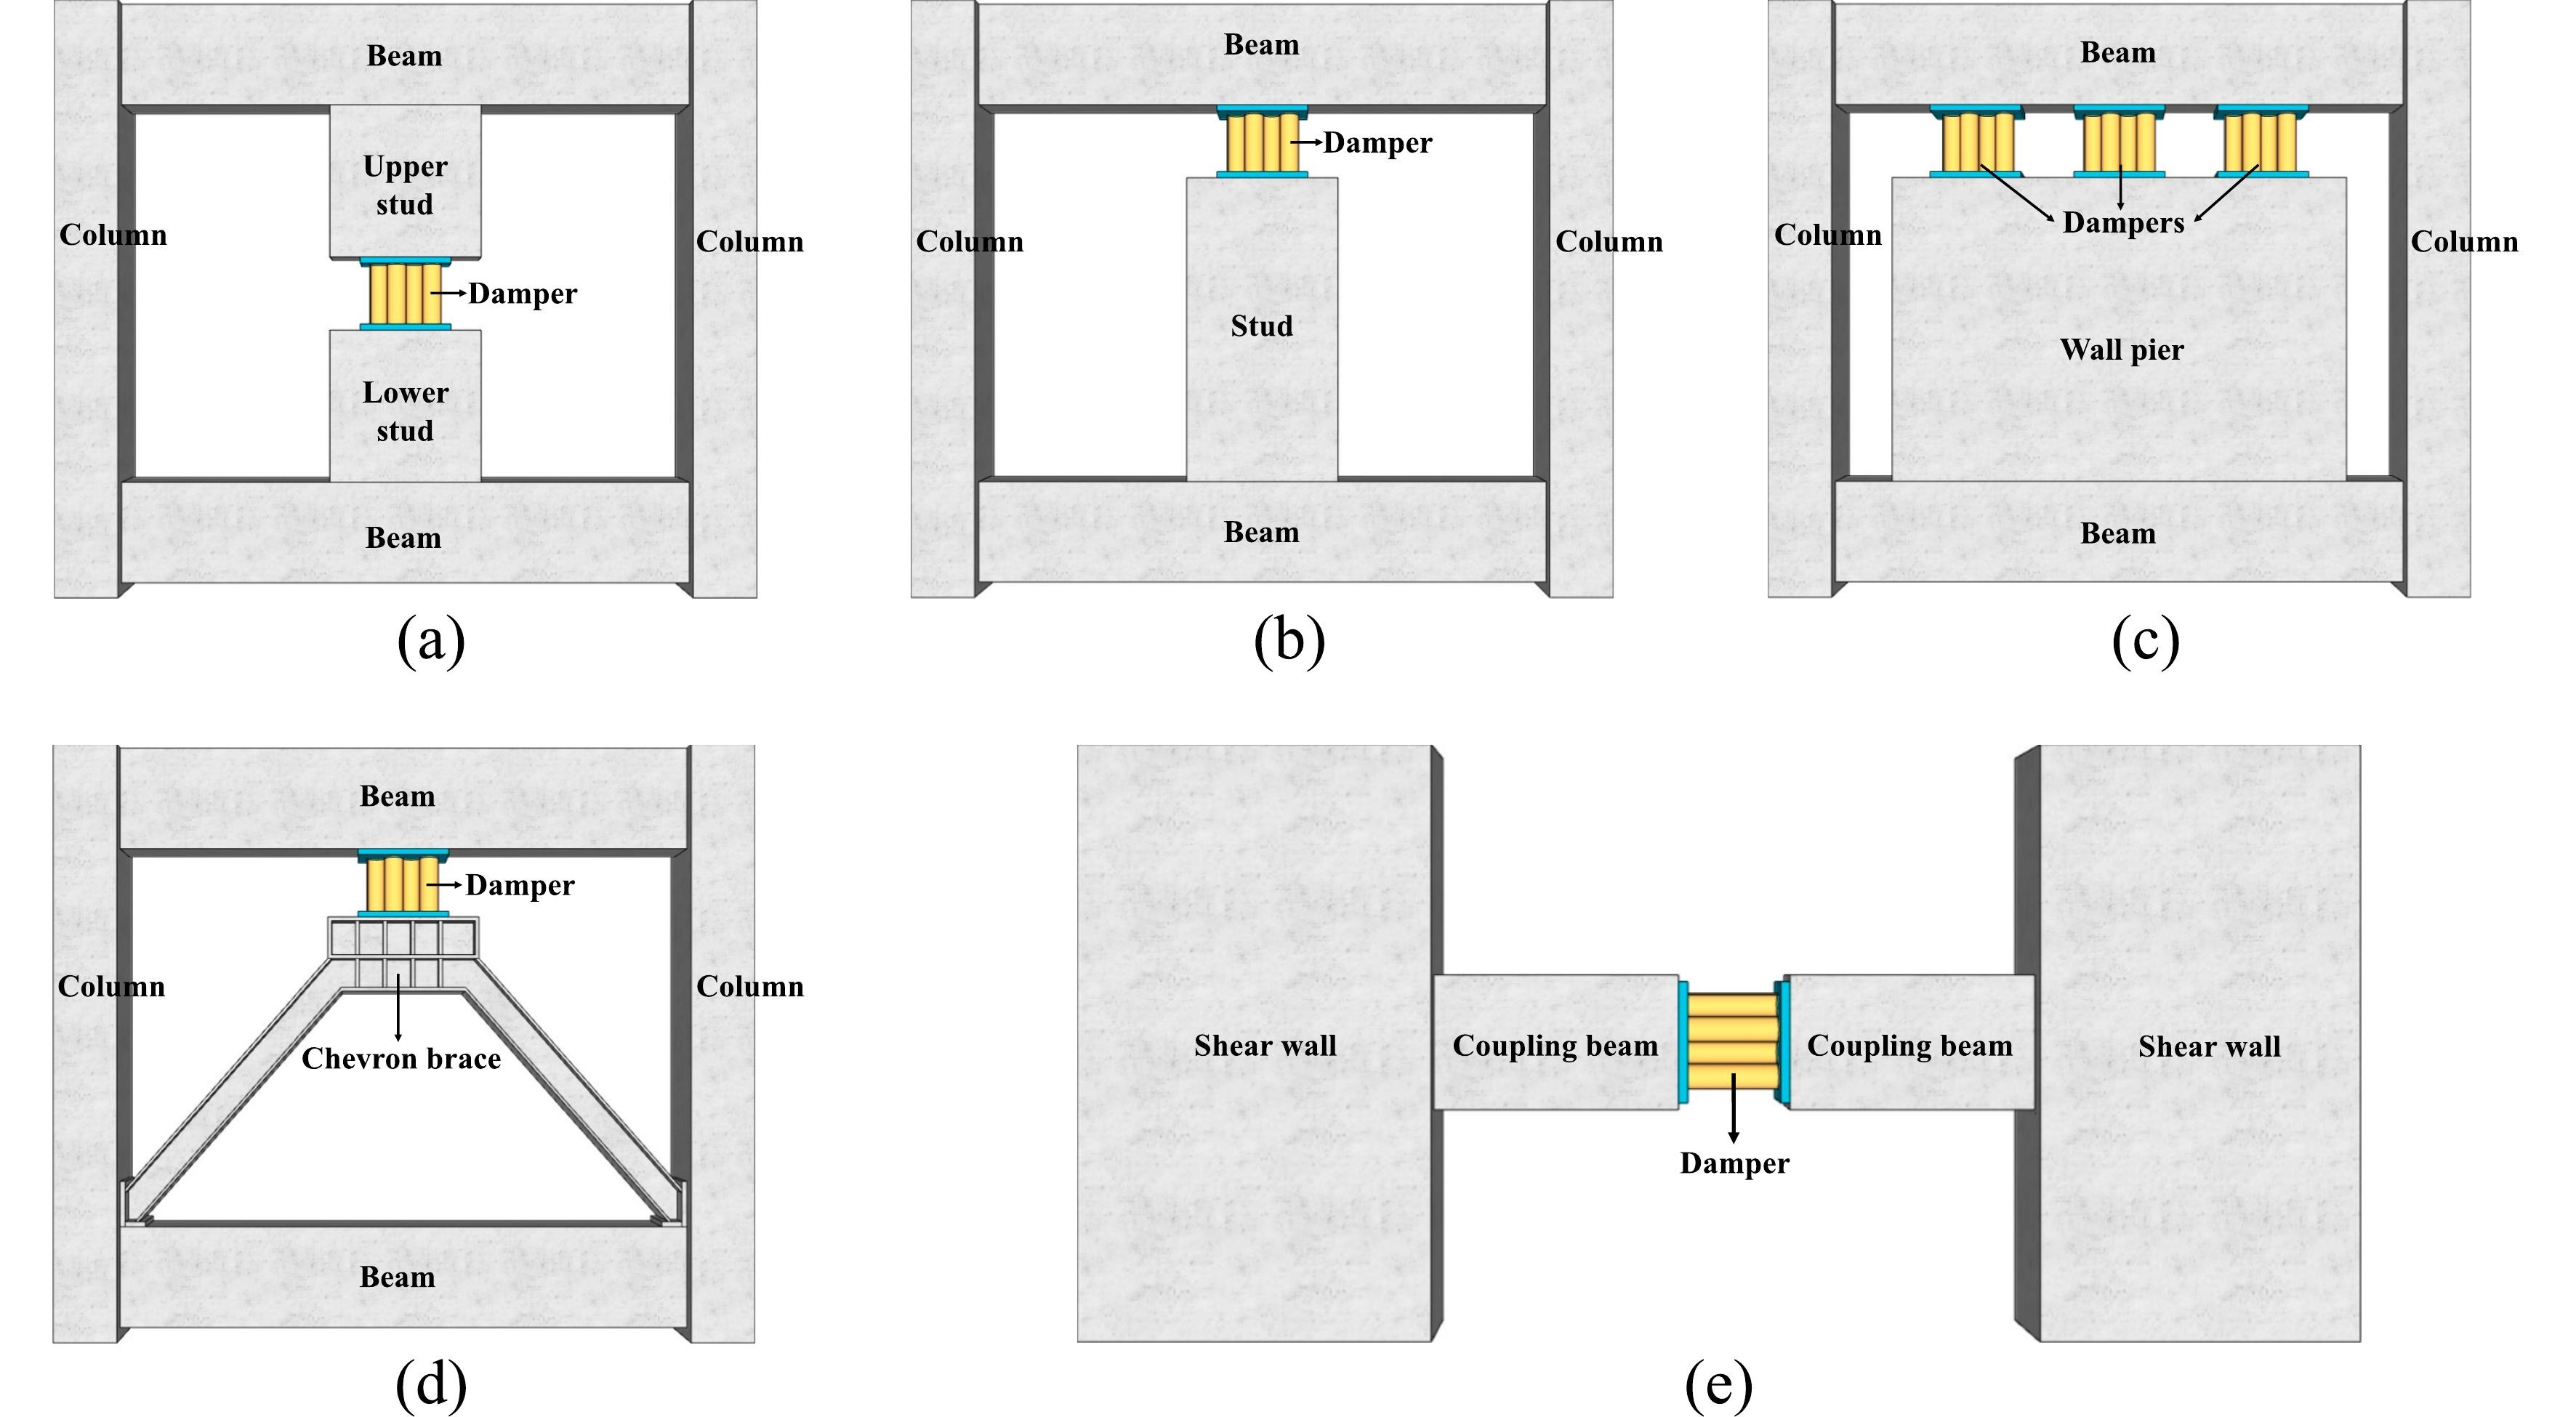 Beam
Upper
stud
Column
Column
Damper
Lower
stud
Beam
(a)
Beam
Damper
Column
Column
Stud
Beam
(b)
Beam
Dampers
Column
Column
Wall pier
Beam
(c)
Beam
Damper
Column
Column
Chevron brace
Beam
(d)
Shear wall
Coupling beam
Coupling beam
Shear wall
Damper
(e)